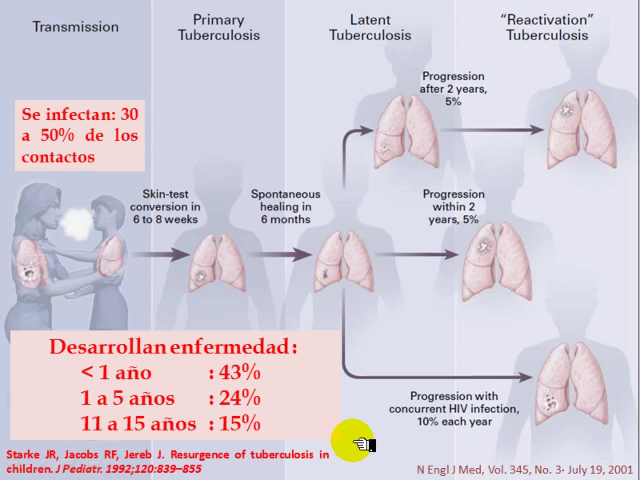 Transmission
Primary
Tuberculosis
Latent
Tuberculosis
“Reactivation”
Tuberculosis
Progression
after 2 years,
5%
Se infectan: 30
a 50% de los
contactos
Skin-test
conversion in
6 to 8 weeks
Spontaneous
healing in
6 months
Progression
within 2
years, 5%
Desarrollan enfermedad :
< 1 año : 43%
1 a 5 años : 24%
11 a 15 años : 15%
Progression with
concurrent HIV infection,
10% each year
Starke JR, Jacobs RF, Jereb J. Resurgence of tuberculosis in
children. J Pediatr. 1992;120:839–855
N Engl J Med, Vol. 345, No. 3· July 19, 2001